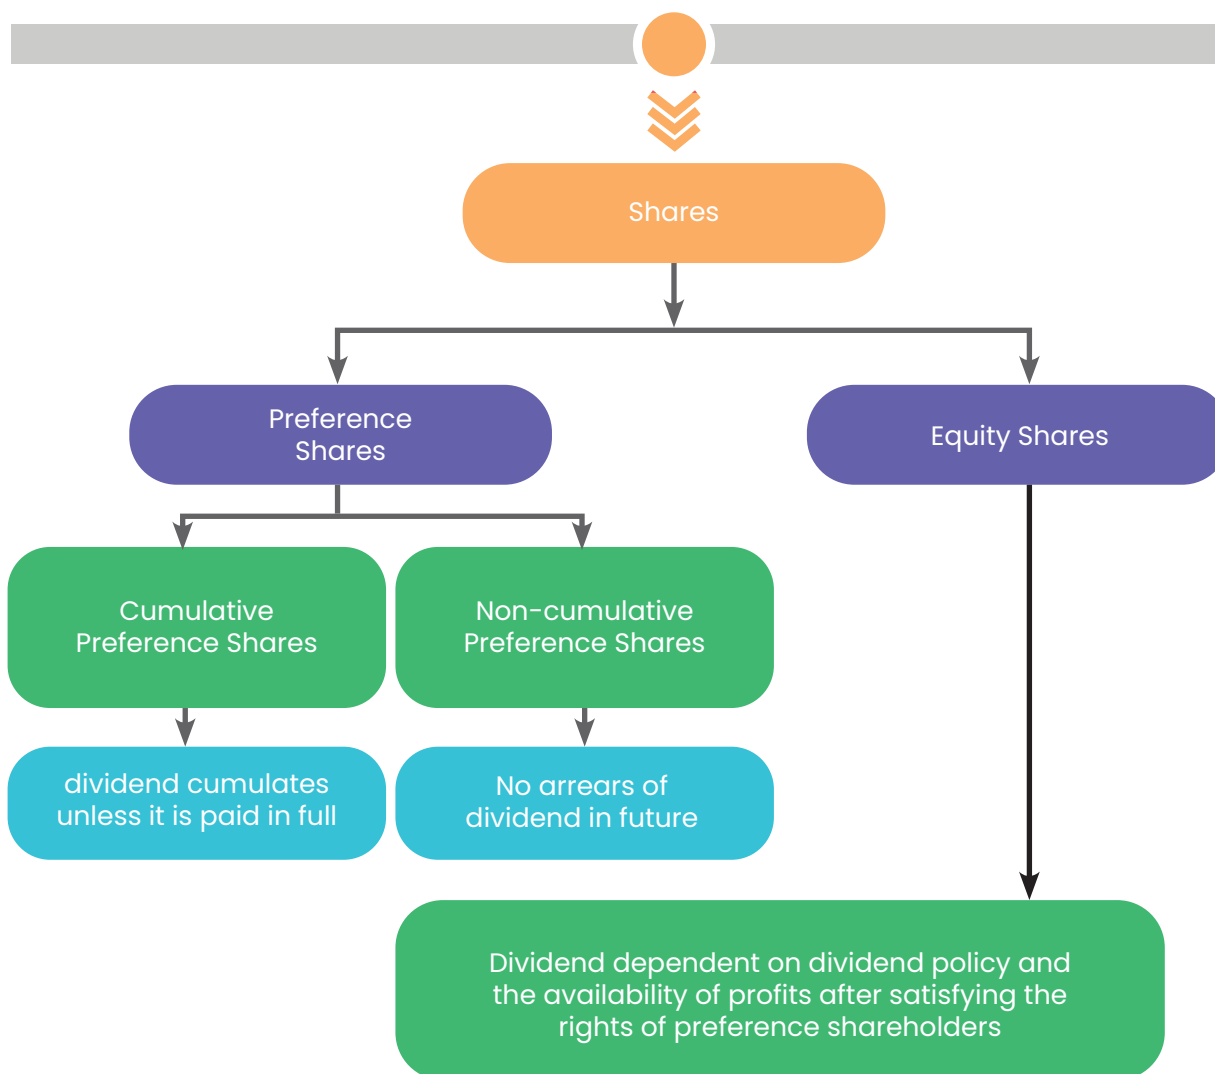 Shares
Preference
Shares
Equity Shares
Cumulative
Preference Shares
Non-cumulative
Preference Shares
dividend cumulates
unless it is paid in full
No arrears of
dividend in future
Dividend dependent on dividend policy and
the availability of profits after satisfying the
rights of preference shareholders